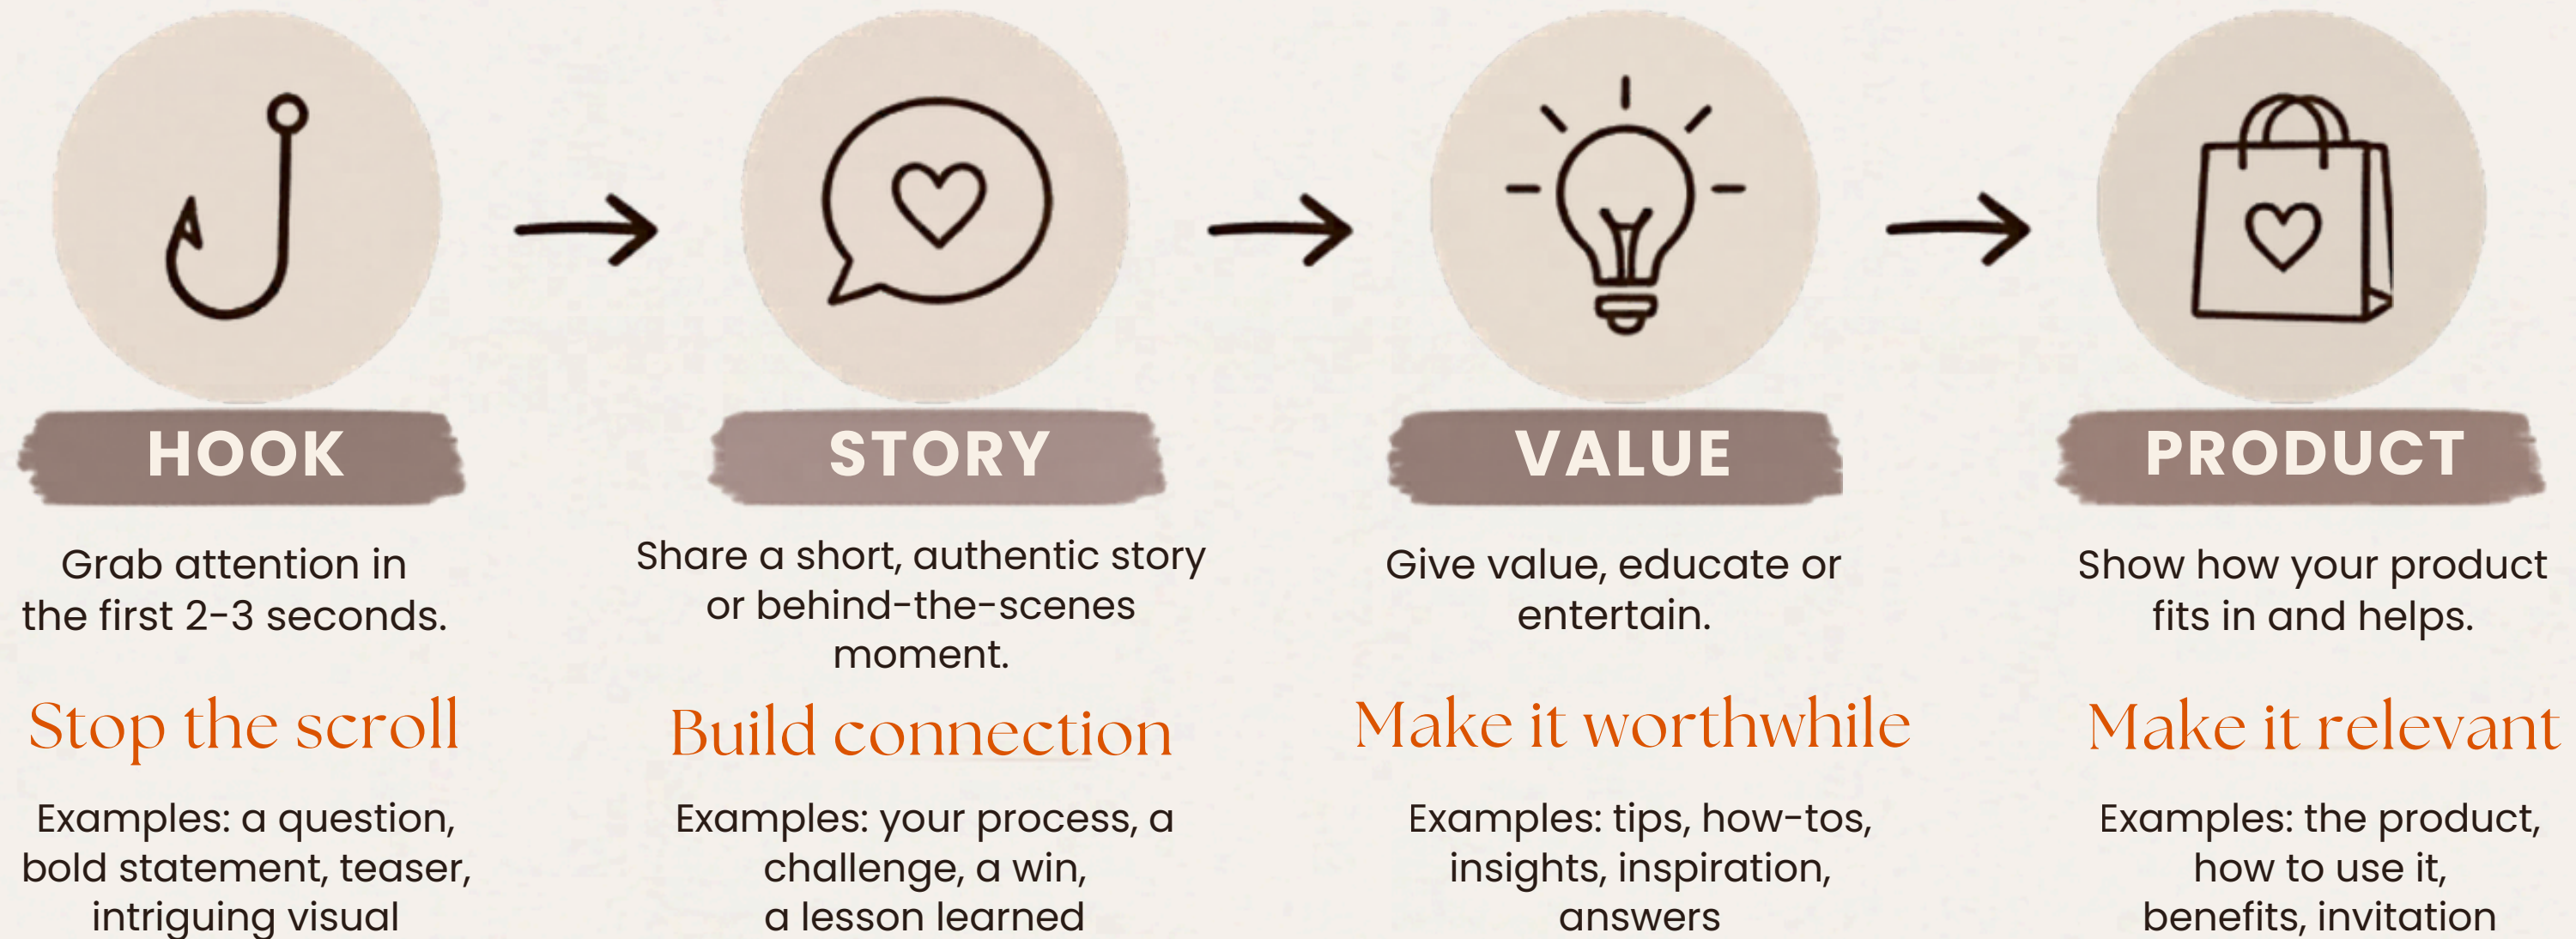 HOOK
Grab attention in
the first 2-3 seconds.
Stop the scroll
Examples: a question,
bold statement, teaser,
intriguing visual
STORY
Share a short, authentic story
or behind-the-scenes
moment.
Build connection
Examples: your process, a
challenge, a win,
a lesson learned
VALUE
Give value, educate or
entertain.
Make it worthwhile
Examples: tips, how-tos,
insights, inspiration,
answers
PRODUCT
Show how your product
fits in and helps.
Make it relevant
Examples: the product,
how to use it,
benefits, invitation